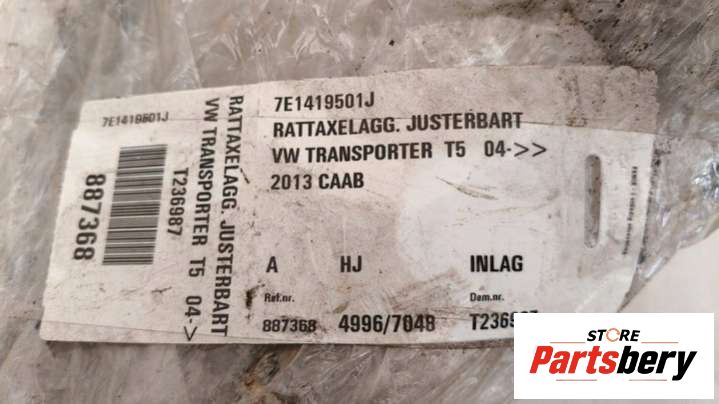 7E1419501J
RATTAXELAGG. JUSTERBART
VW TRANSPORTER T5 04->
T236987
887368
7E1419501J
RATTAXELAGG. JUSTERBART
VW TRANSPORTER T5 04->>
2013 CAAB
A HJ INLAG
Ref.nr. Dem.nr.
887368 4996/7048 T236987
STORE
Partsbery